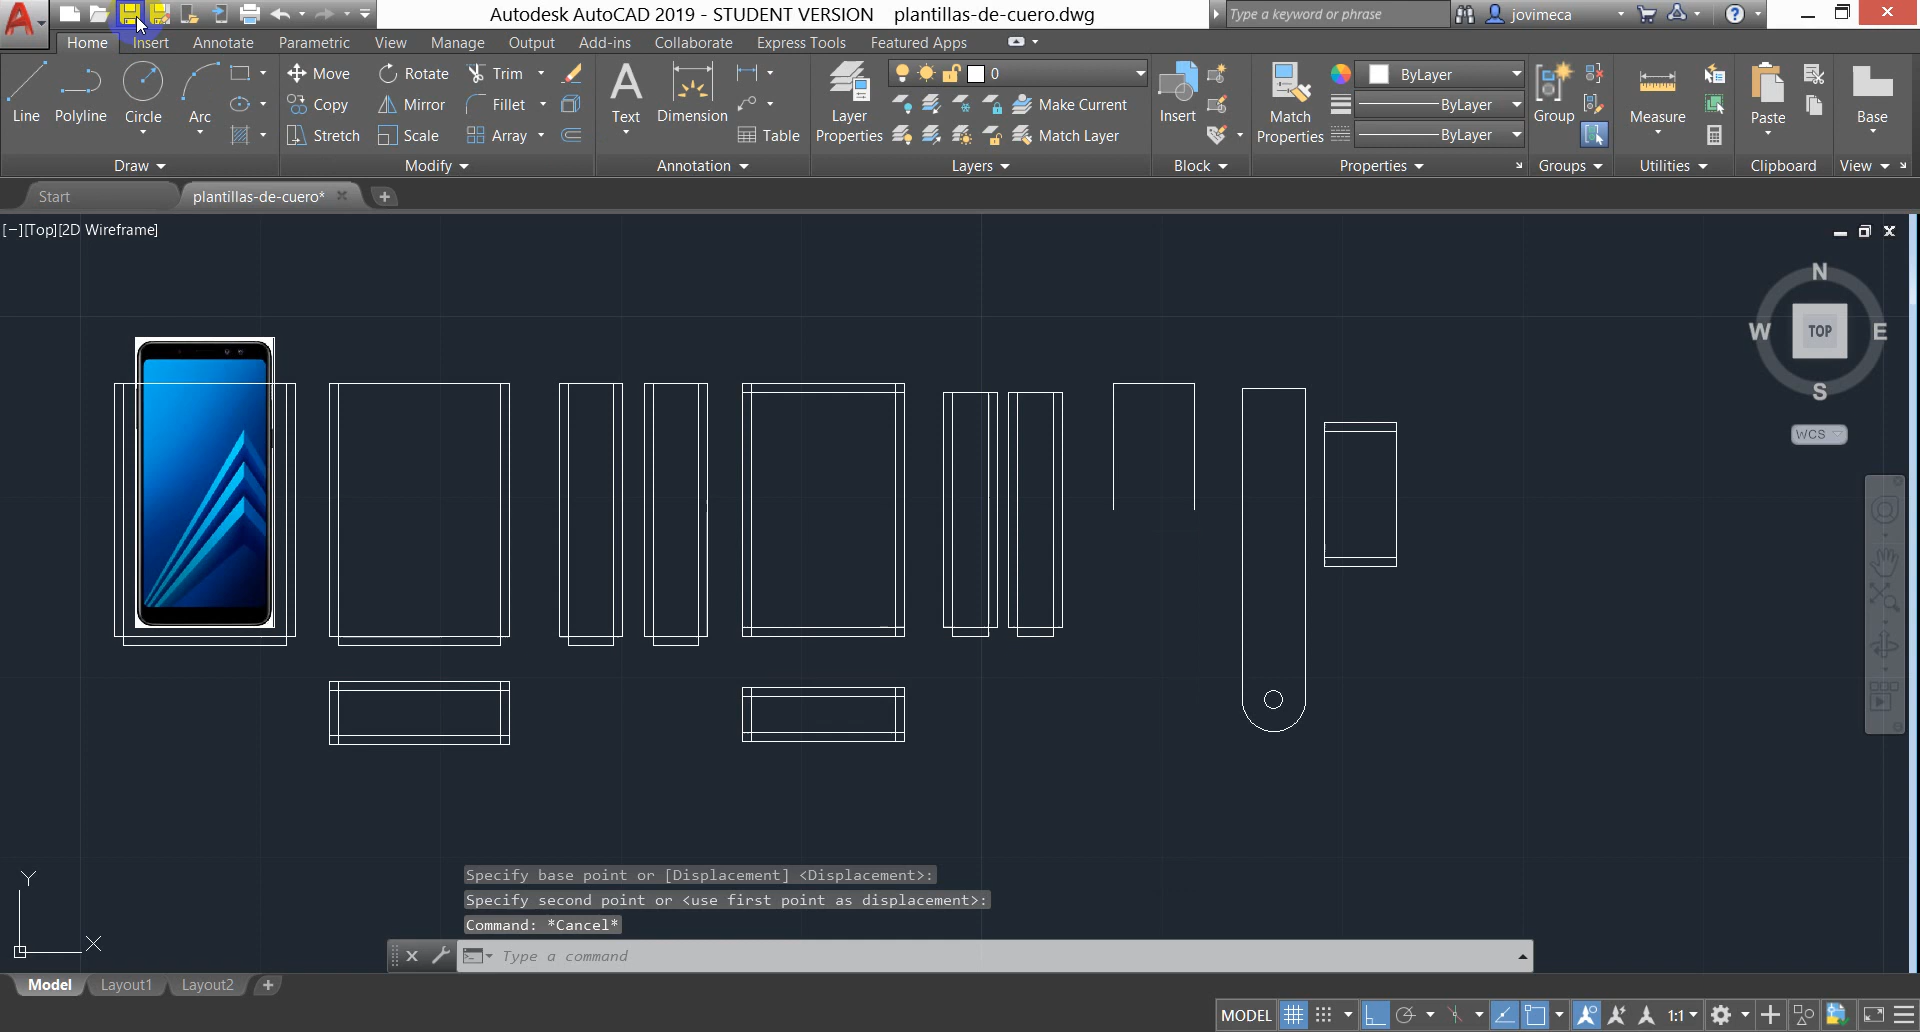 Autodesk AutoCAD 2019 - STUDENT VERSION plantillas-de-cuero.dwg
Type a keyword or phrase
jovimeca
Home Insert Annotate Parametric View Manage Output Add-ins Collaborate Express Tools Featured Apps
Line Polyline Circle Arc
Move Rotate Trim
Copy Mirror Fillet
Stretch Scale Array
Text Dimension
Table
Layer
Properties
0
Make Current
Match Layer
Insert
Match
Properties
ByLayer
ByLayer
ByLayer
Group
Measure
Paste
Base
Draw Modify Annotation Layers Block Properties Groups Utilities Clipboard View
Start plantillas-de-cuero*
[-][Top][2D Wireframe]
N
W TOP E
S
WCS
Y
X
Specify base point or [Displacement] <Displacement>:
Specify second point or <use first point as displacement>:
Command: *Cancel*
Type a command
Model Layout1 Layout2
MODEL 1:1